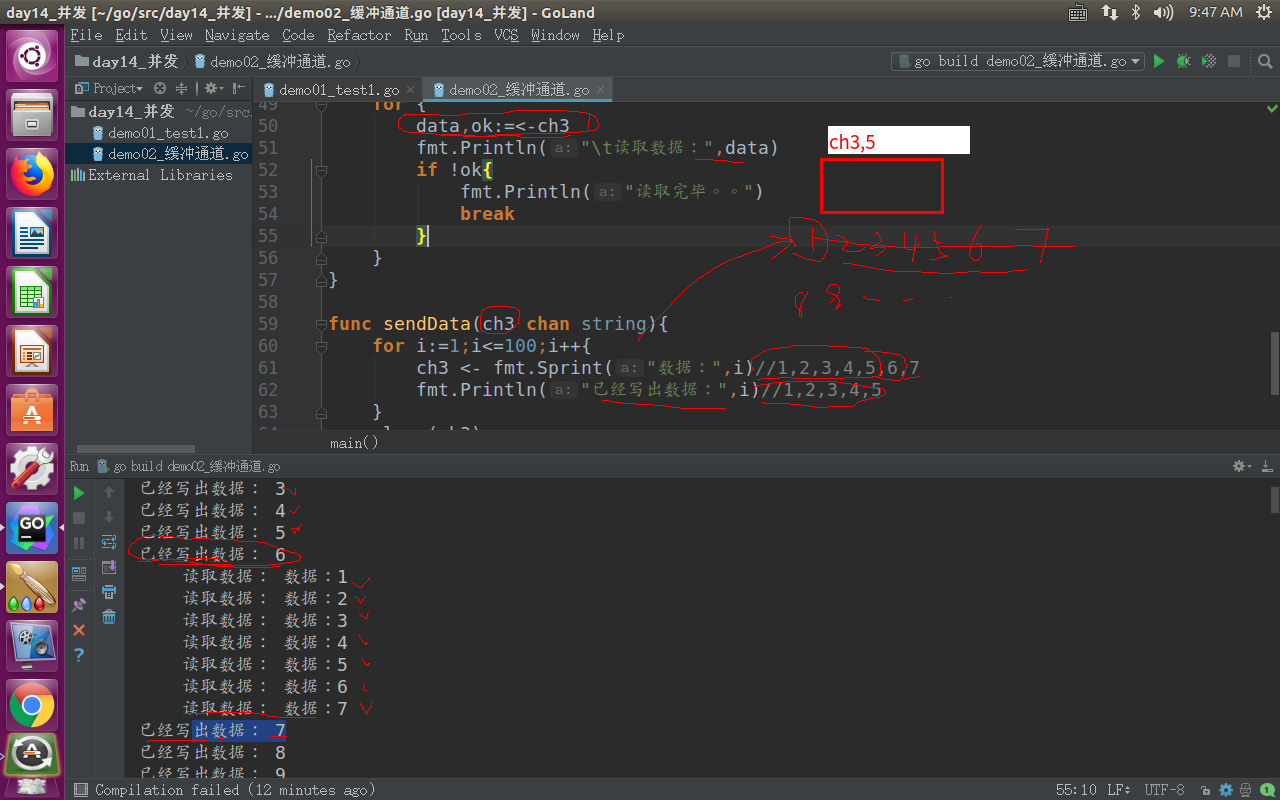 day14_并发 [~/go/src/day14_并发] - .../demo02_缓冲通道.go [day14_并发] - GoLand
9:47 AM
File Edit View Navigate Code Refactor Run Tools VCS Window Help
day14_并发 demo02_缓冲通道.go
go build demo02_缓冲通道.go
Project
demo01_test1.go × demo02_缓冲通道.go ×
day14_并发 ~/go/src.
demo01_test1.go
demo02_缓冲通道.go
External Libraries
49 for {
50 data,ok:=<-ch3
51 fmt.Println( a: "\t读取数据：",data)
52 if !ok{
53 fmt.Println( a: "读取完毕。。")
54 break
55 }
56 }
57 }
58
59 func sendData(ch3 chan string){
60 for i:=1;i<=100;i++{
61 ch3 <- fmt.Sprint( a: "数据：",i)//1,2,3,4,5,6,7
62 fmt.Println( a: "已经写出数据：",i)//1,2,3,4,5
63 }
main()
ch3,5
1 2 3 4 5 6 7
Run go build demo02_缓冲通道.go
已经写出数据： 3
已经写出数据： 4
已经写出数据： 5
已经写出数据： 6
读取数据： 数据：1
读取数据： 数据：2
读取数据： 数据：3
读取数据： 数据：4
读取数据： 数据：5
读取数据： 数据：6
读取数据： 数据：7
已经写出数据： 7
已经写出数据： 8
已经写出数据： 9
Compilation failed (12 minutes ago)
55:10 LF÷ UTF-8 1